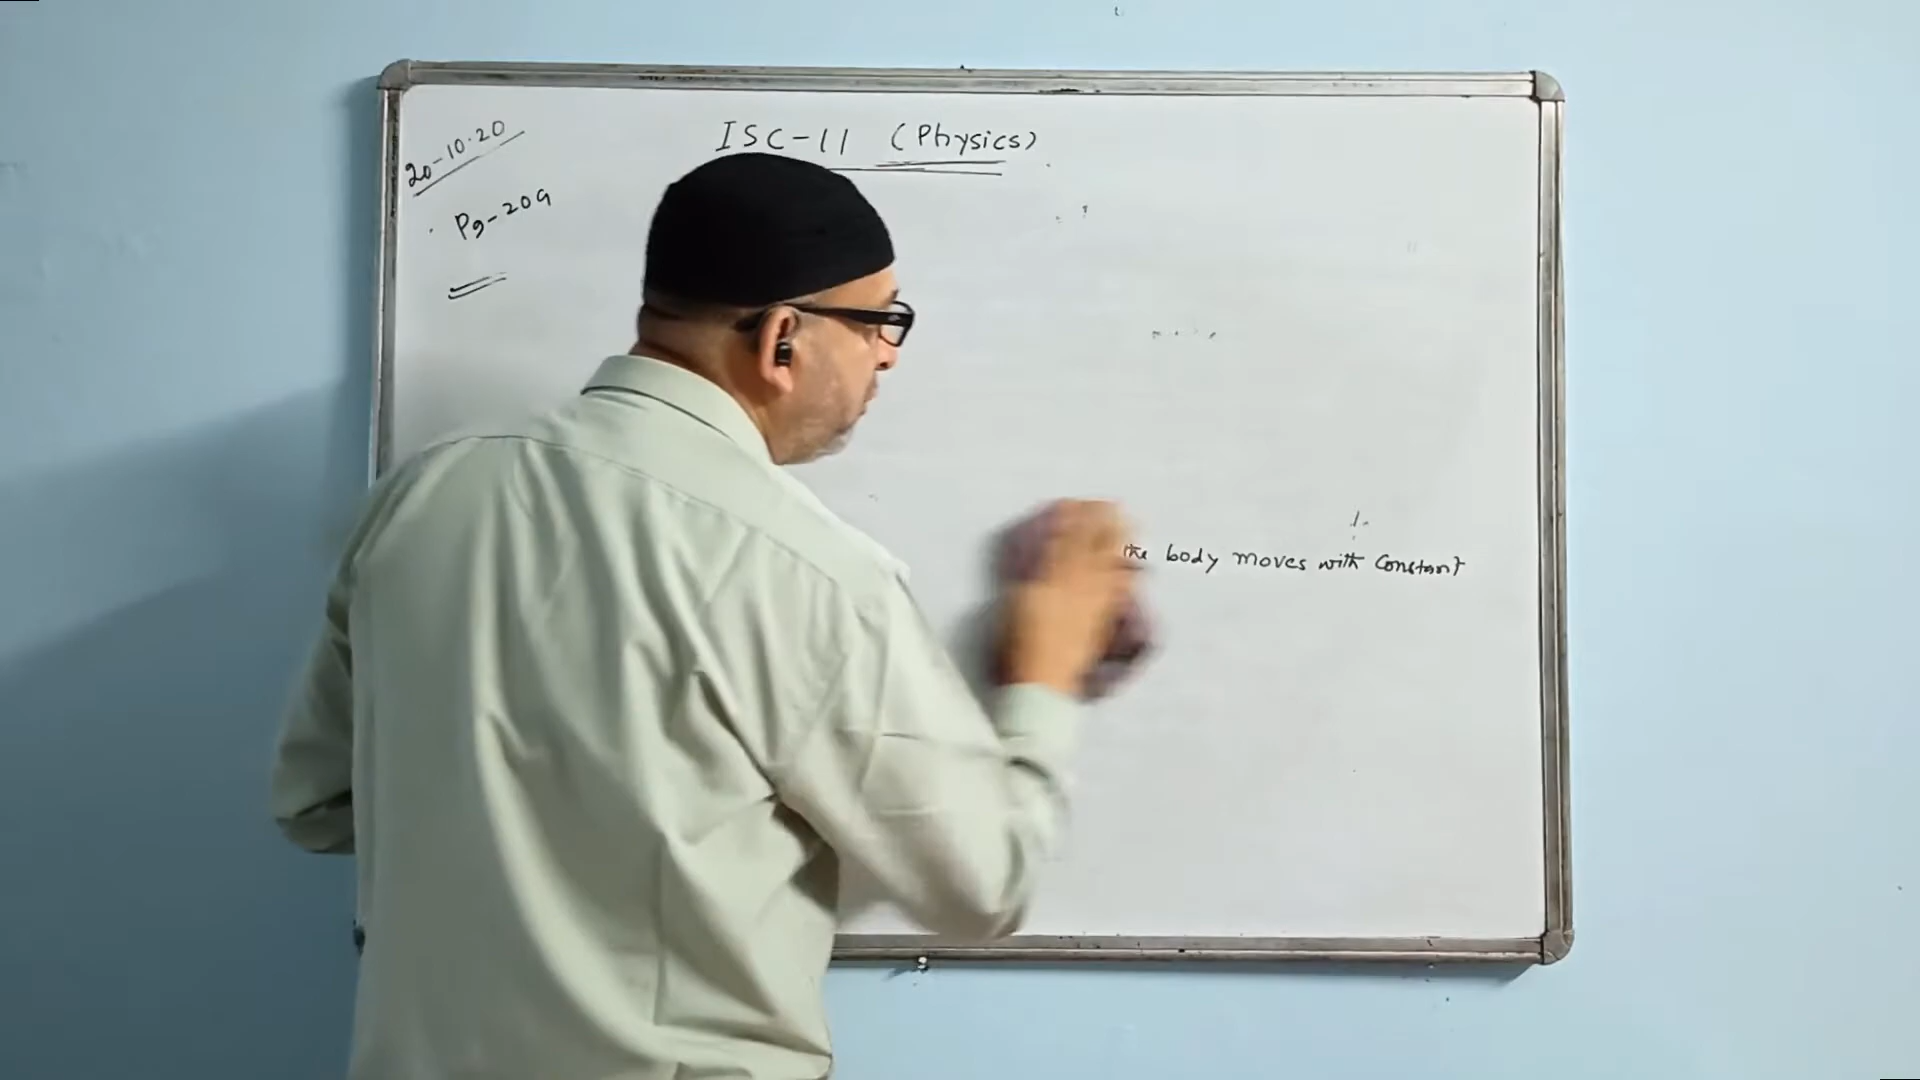 20-10-20
ISC-11 (Physics)
Pg-209
the body moves with constant